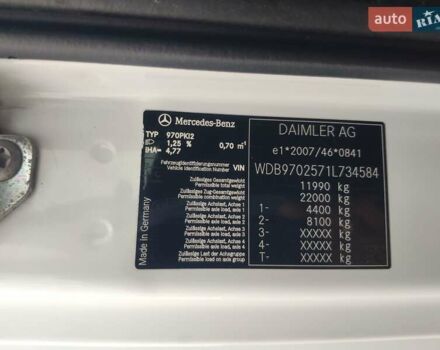 auto RIA
Mercedes-Benz
DAIMLER AG
TYP 970PKI2
1,25 % 0,70 m⁻¹
IHA= 4,77
e1*2007/46*0841
Fahrzeugidentifizierungsnummer
Vehicle Identification Number VIN
WDB9702571L734584
Zulässiges Gesamtgewicht
Permissible total weight 11990 kg
Zulässiges Zug-Gesamtgewicht
Permissible combination weight 22000 kg
Zulässige Achslast, Achse 1
Permissible axle load, axle 1 1- 4400 kg
Zulässige Achslast, Achse 2
Permissible axle load, axle 2 2- 8100 kg
Zulässige Achslast, Achse 3
Permissible axle load, axle 3 3- XXXXX kg
Zulässige Achslast, Achse 4
Permissible axle load, axle 4 4- XXXXX kg
Zulässige Last der Achsgruppe
Permissible load on axle group T- XXXXX kg
Made in Germany